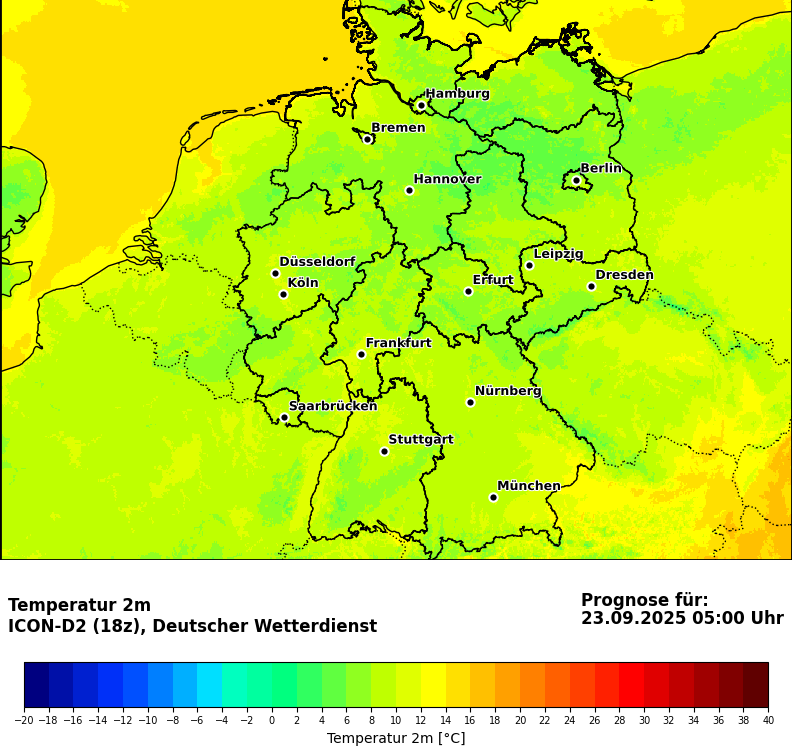 Hamburg
Bremen
Berlin
Hannover
Leipzig
Düsseldorf
Dresden
Erfurt
Köln
Frankfurt
Nürnberg
Saarbrücken
Stuttgart
München
Temperatur 2m
ICON-D2 (18z), Deutscher Wetterdienst
Prognose für:
23.09.2025 05:00 Uhr
−20 −18 −16 −14 −12 −10 −8 −6 −4 −2 0 2 4 6 8 10 12 14 16 18 20 22 24 26 28 30 32 34 36 38 40
Temperatur 2m [°C]